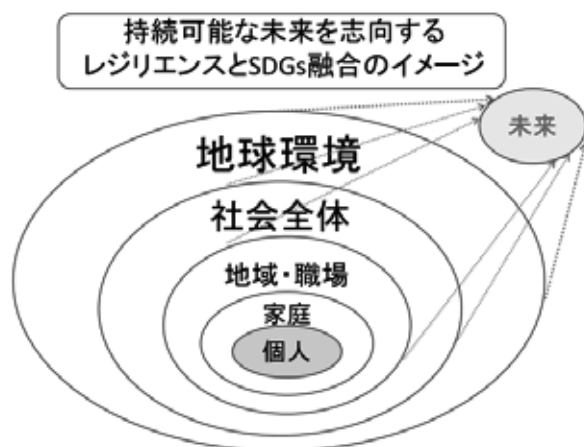 持続可能な未来を志向する
レジリエンスとSDGs融合のイメージ
未来
地球環境
社会全体
地域・職場
家庭
個人